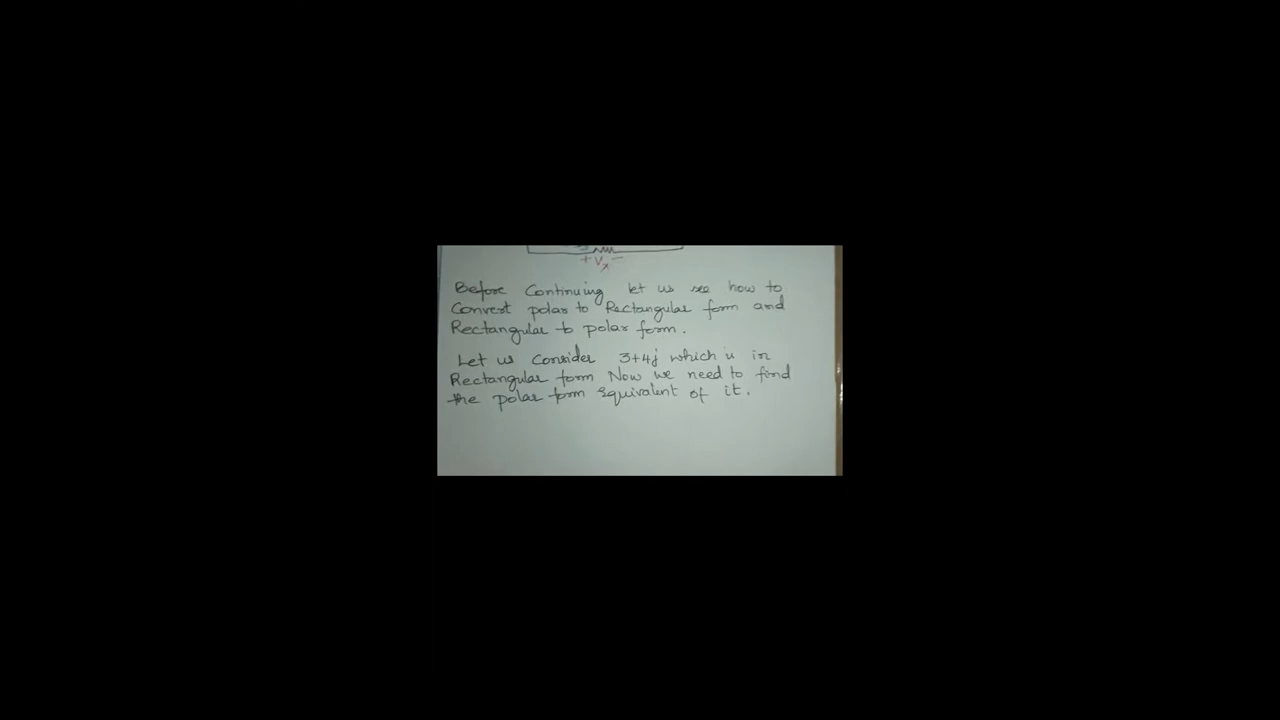 + Vx -
Before Continuing let us see how to
Convert polar to Rectangular form and
Rectangular to polar form.
Let us Consider 3+4j which is in
Rectangular form Now we need to find
the polar form Equivalent of it.